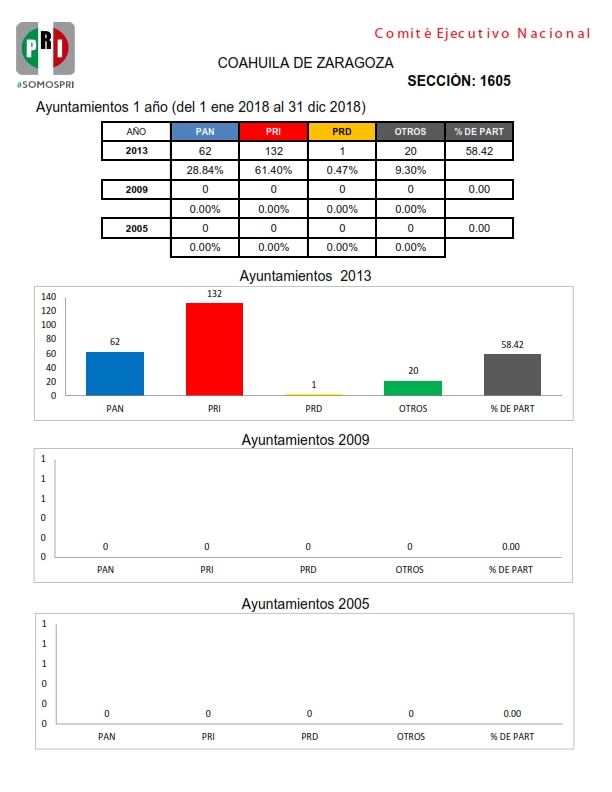 Comité Ejecutivo Nacional
PRI
#SOMOSPRI
COAHUILA DE ZARAGOZA
SECCIÓN: 1605
Ayuntamientos 1 año (del 1 ene 2018 al 31 dic 2018)
AÑO PAN PRI PRD OTROS % DE PART
2013 62 132 1 20 58.42
28.84% 61.40% 0.47% 9.30%
2009 0 0 0 0 0.00
0.00% 0.00% 0.00% 0.00%
2005 0 0 0 0 0.00
0.00% 0.00% 0.00% 0.00%
Ayuntamientos 2013
140
120
100
80
60
40
20
0
62 132 1 20 58.42
PAN PRI PRD OTROS % DE PART
Ayuntamientos 2009
1
1
1
0
0
0
0 0 0 0 0.00
PAN PRI PRD OTROS % DE PART
Ayuntamientos 2005
1
1
1
0
0
0
0 0 0 0 0.00
PAN PRI PRD OTROS % DE PART